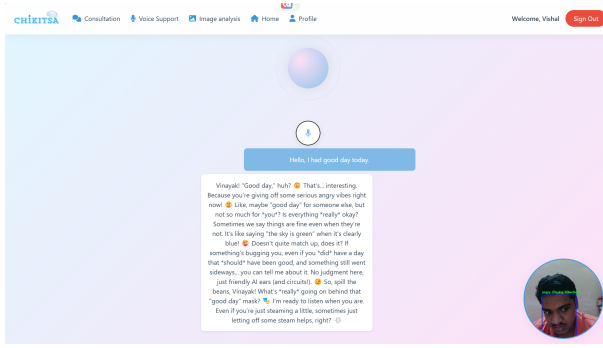 CHİKITSA
Consultation
Voice Support
Image analysis
Home
Profile
Welcome, Vishal
Sign Out
Hello, I had good day today.
Vinayak! "Good day," huh? 🤨 That's... interesting.
Because you're giving off some serious angry vibes right
now! 😠 Like, maybe "good day" for someone else, but
not so much for *you*? Is everything *really* okay?
Sometimes we say things are fine even when they're
not. It's like saying "the sky is green" when it's clearly
blue! 😜 Doesn't quite match up, does it? If
something's bugging you, even if you *did* have a day
that *should* have been good, and something still went
sideways... you can tell me about it. No judgment here,
just friendly AI ears (and circuits!). 😉 So, spill the
beans, Vinayak! What's *really* going on behind that
"good day" mask? 🎭 I'm ready to listen when you are.
Even if you're just steaming a little, sometimes just
letting off some steam helps, right? 💨